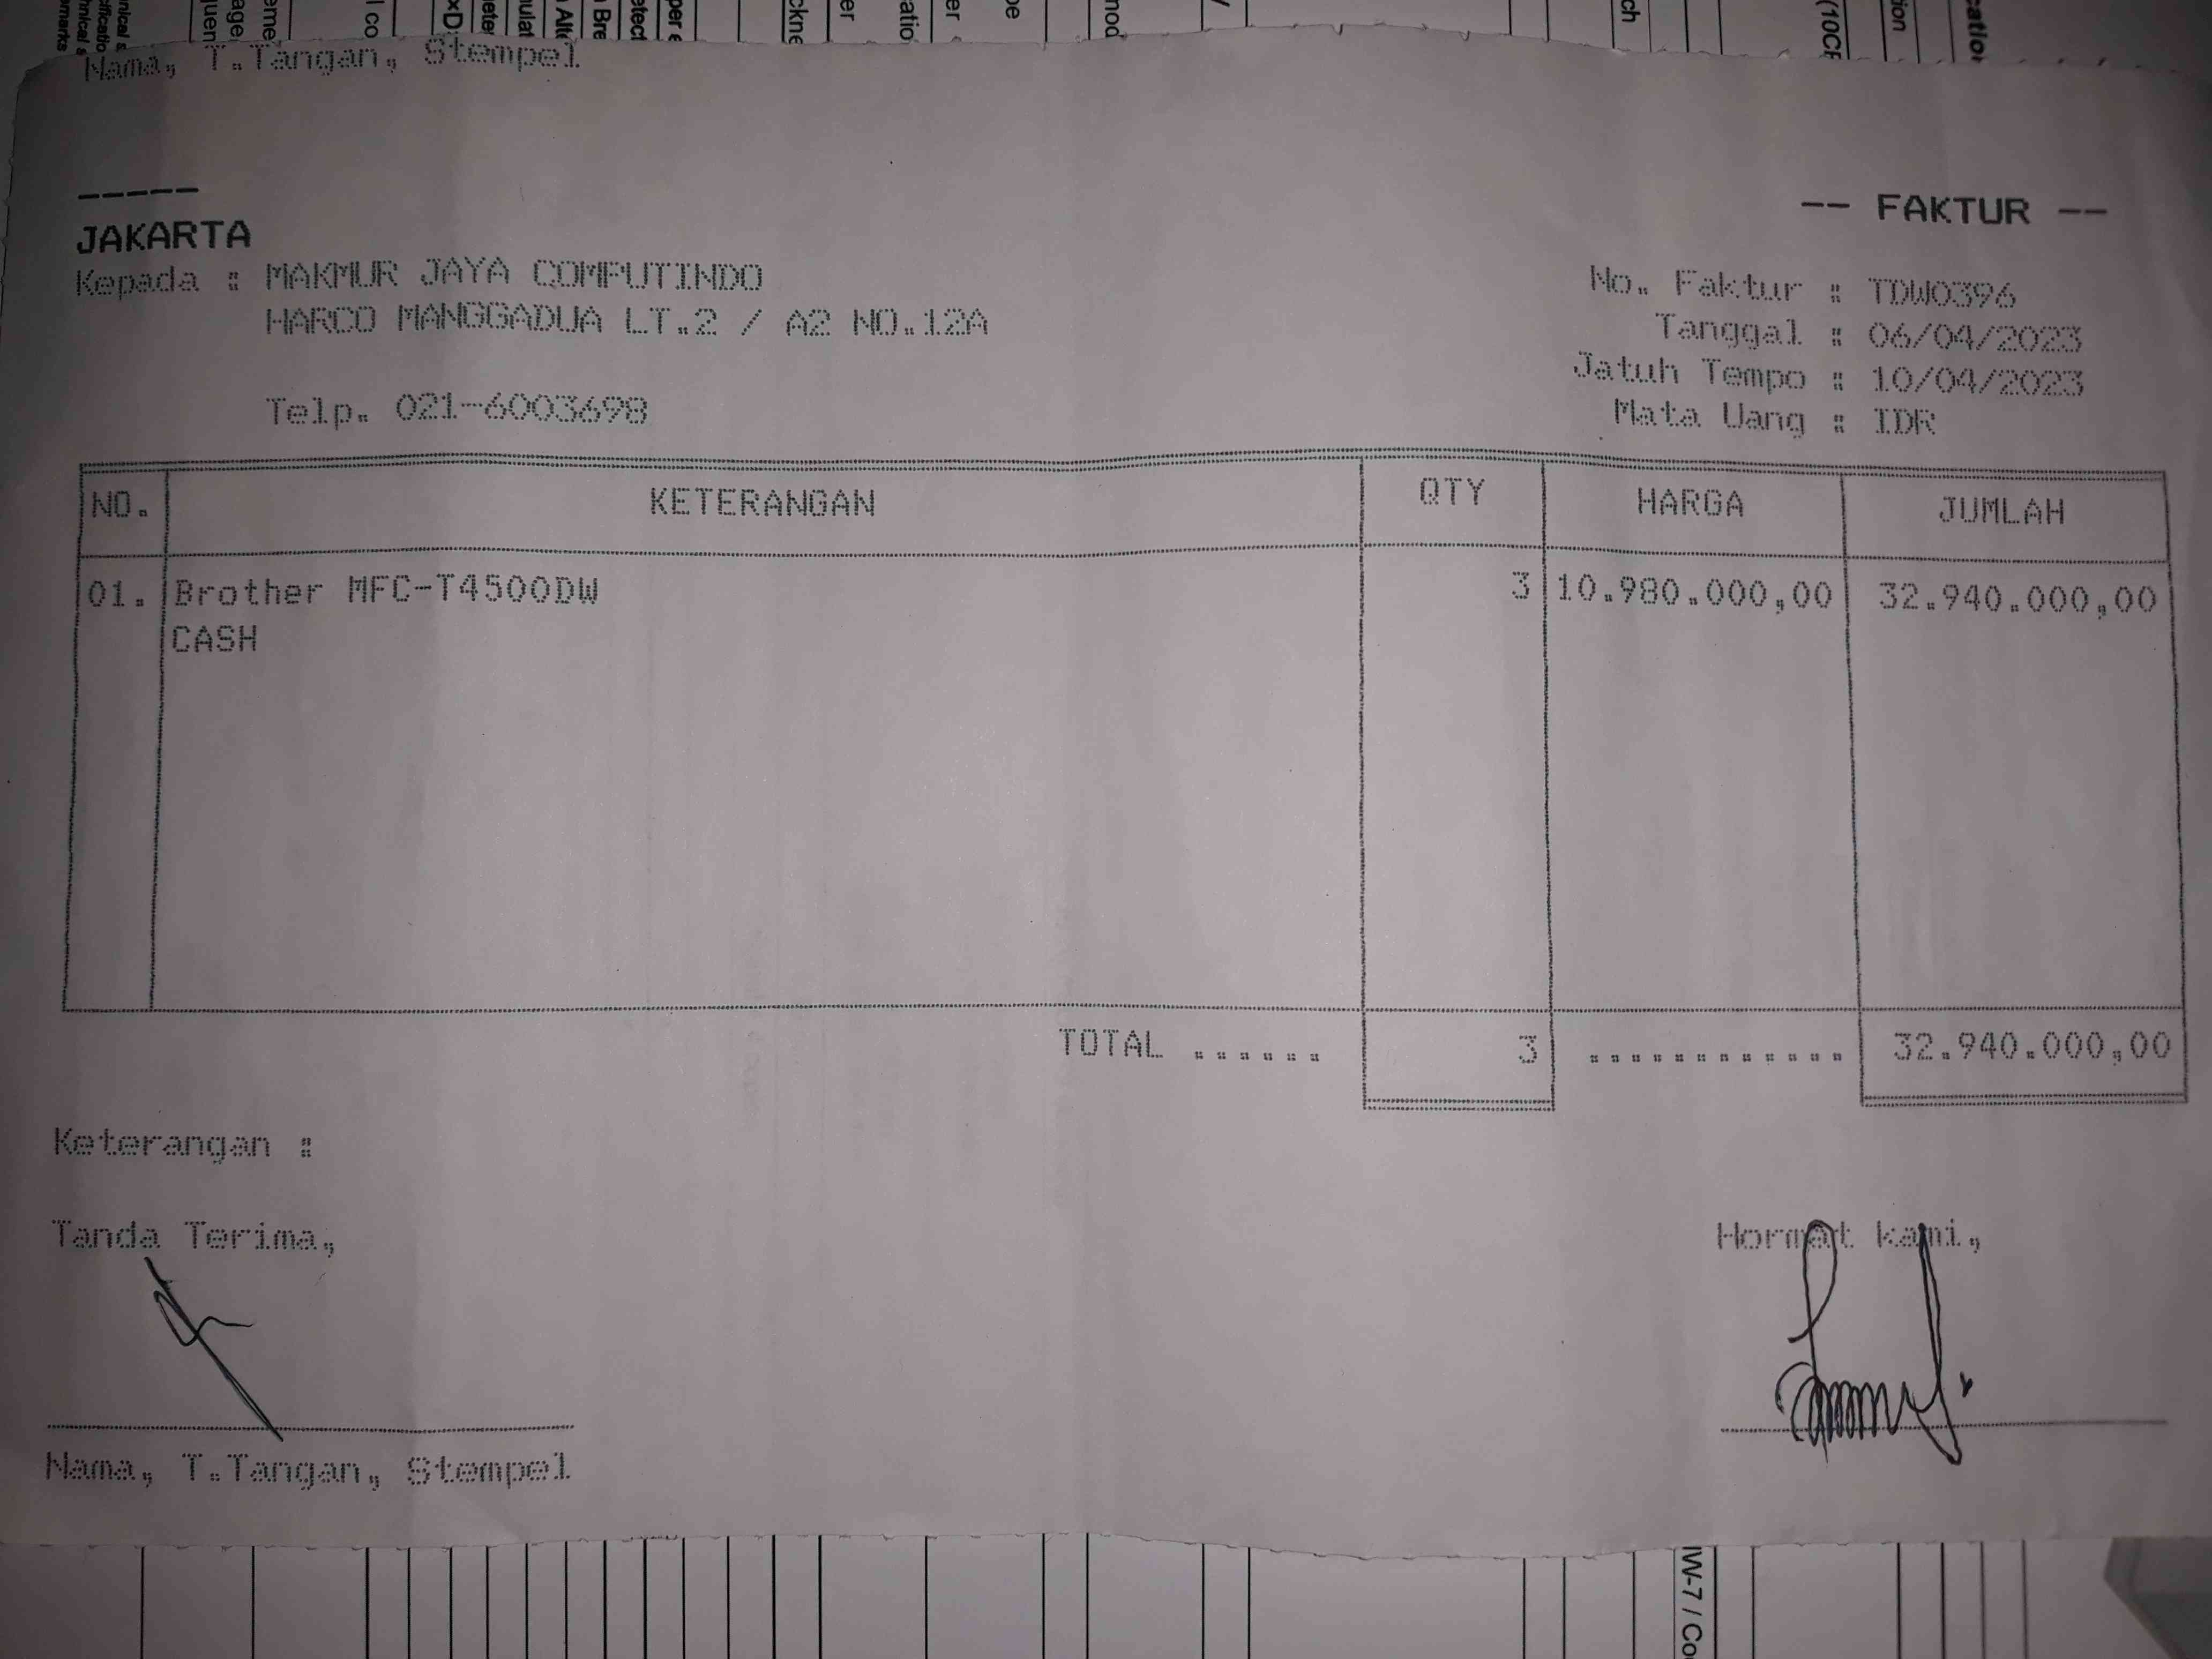 Nama, T.Tangan, Stempel
-----
JAKARTA
-- FAKTUR --
Kepada : MAKMUR JAYA COMPUTINDO
HARCO MANGGADUA LT.2 / A2 NO.12A
Telp. 021-6003698
No. Faktur : TDW0396
Tanggal : 06/04/2023
Jatuh Tempo : 10/04/2023
Mata Uang : IDR
NO. KETERANGAN QTY HARGA JUMLAH
01. Brother MFC-T4500DW 3 10.980.000,00 32.940.000,00
CASH
TOTAL ...... 3 ............ 32.940.000,00
Keterangan :
Tanda Terima,
Hormat kami,
Nama, T.Tangan, Stempel